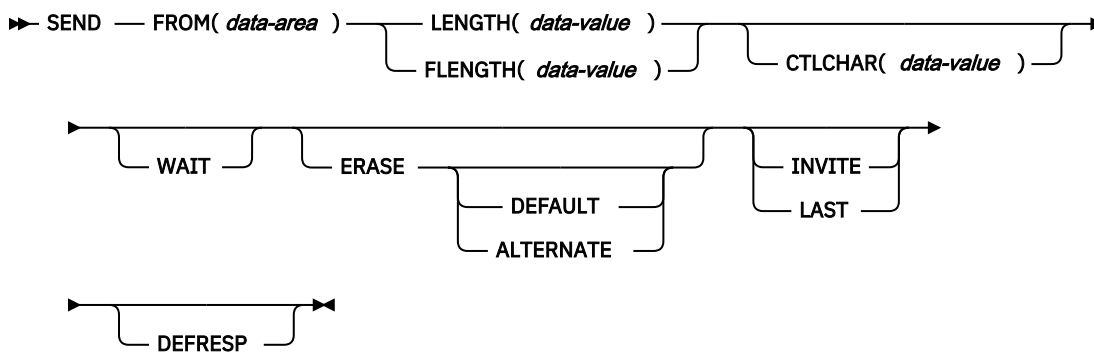 SEND FROM( data-area ) LENGTH( data-value )
FLENGTH( data-value ) CTLCHAR( data-value )
WAIT ERASE INVITE
DEFAULT LAST
ALTERNATE
DEFRESP